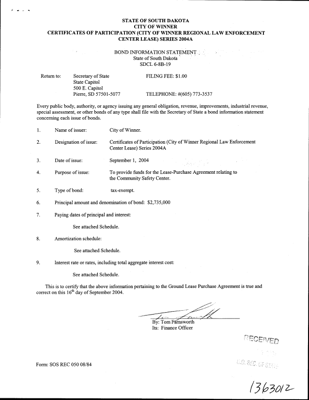 STATE OF SOUTH DAKOTA
CITY OF WINNER
CERTIFICATES OF PARTICIPATION (CITY OF WINNER REGIONAL LAW ENFORCEMENT
CENTER LEASE) SERIES 2004A
BOND INFORMATION STATEMENT
State of South Dakota
SDCL 6-8B-19
Return to: Secretary of State FILING FEE: $1.00
State Capitol
500 E. Capitol
Pierre, SD 57501-5077 TELEPHONE: #(605) 773-3537
Every public body, authority, or agency issuing any general obligation, revenue, improvements, industrial revenue,
special assessment, or other bonds of any type shall file with the Secretary of State a bond information statement
concerning each issue of bonds.
1. Name of issuer: City of Winner.
2. Designation of issue: Certificates of Participation (City of Winner Regional Law Enforcement
Center Lease) Series 2004A
3. Date of issue: September 1, 2004
4. Purpose of issue: To provide funds for the Lease-Purchase Agreement relating to
the Community Safety Center.
5. Type of bond: tax-exempt.
6. Principal amount and denomination of bond: $2,735,000
7. Paying dates of principal and interest:
See attached Schedule.
8. Amortization schedule:
See attached Schedule.
9. Interest rate or rates, including total aggregate interest cost:
See attached Schedule.
This is to certify that the above information pertaining to the Ground Lease Purchase Agreement is true and
correct on this 16th day of September 2004.
By: Tom Farnsworth
Its: Finance Officer
RECEIVED
Form: SOS REC 050 08/84
1363012